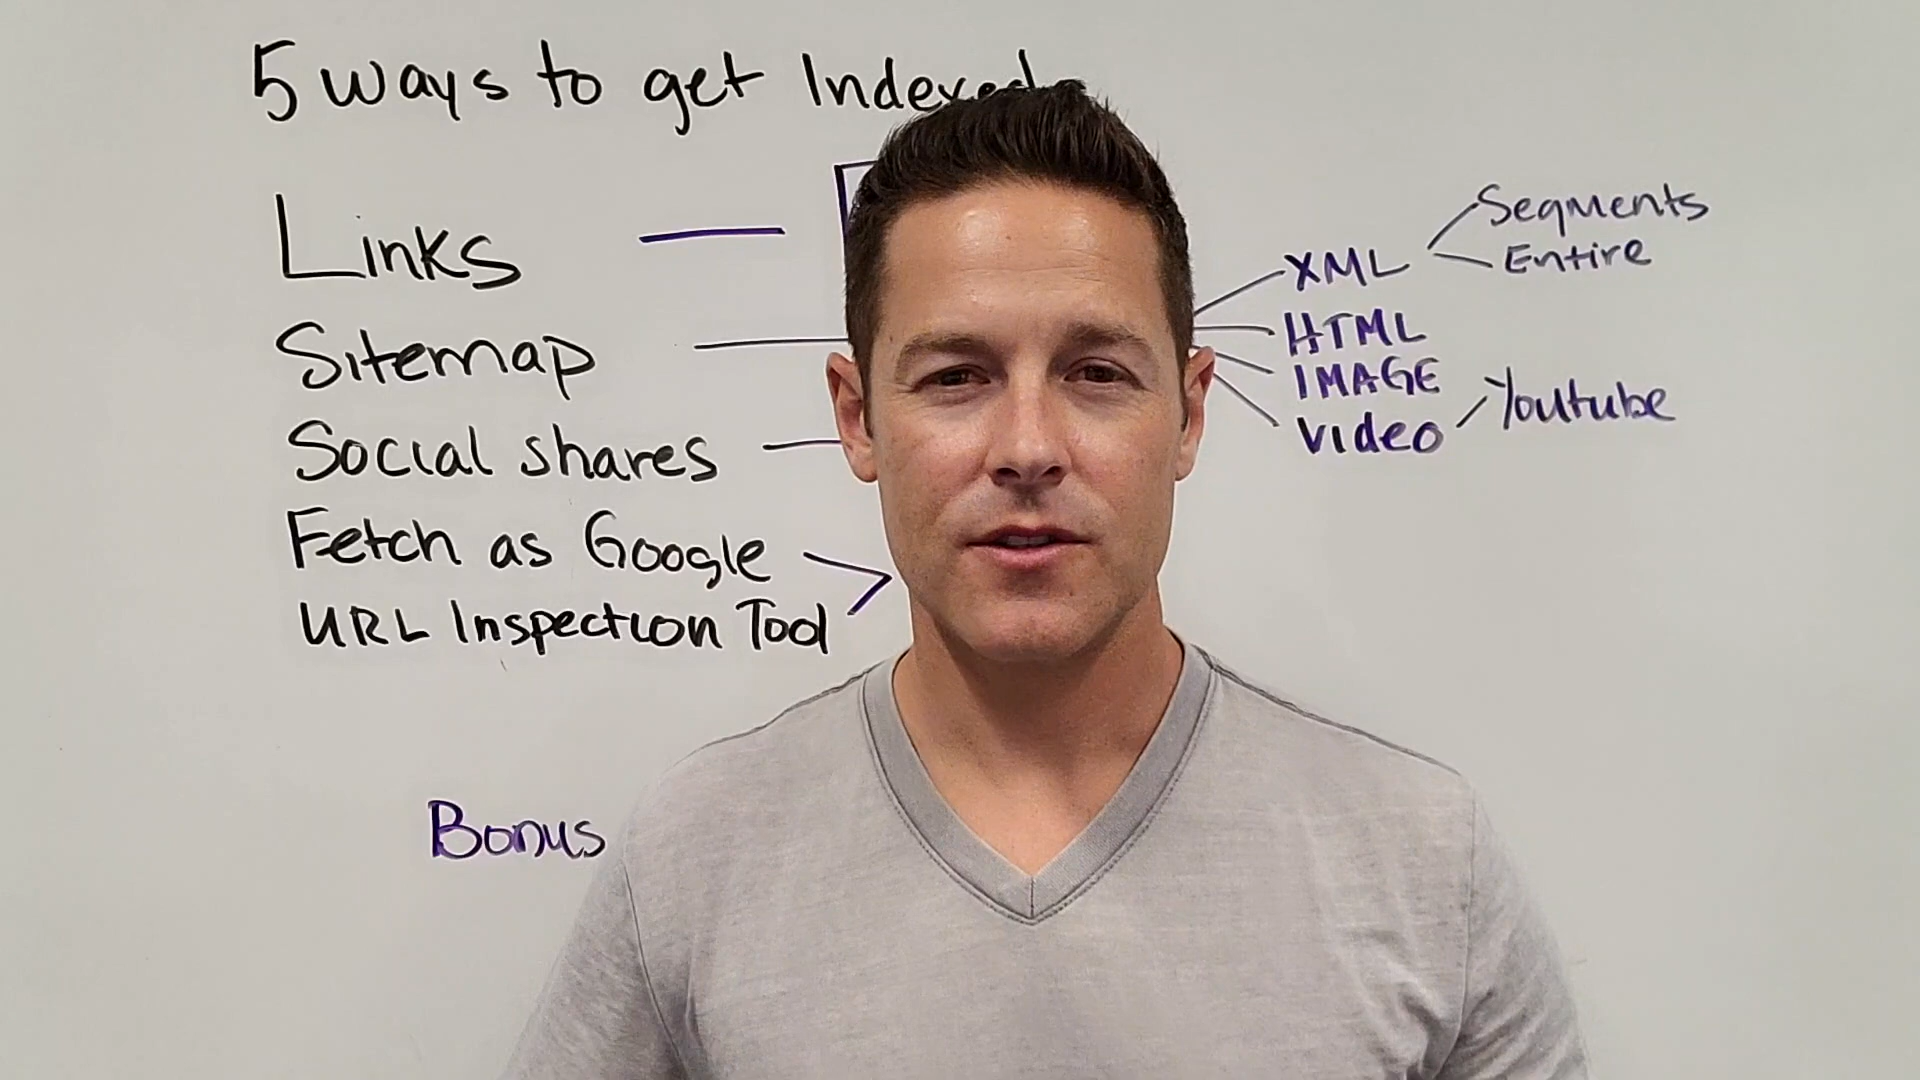 5 ways to get Indexed
Links
Sitemap
Social shares
Fetch as Google
URL Inspection Tool
Bonus
XML
Segments
Entire
HTML
IMAGE
Video
Youtube